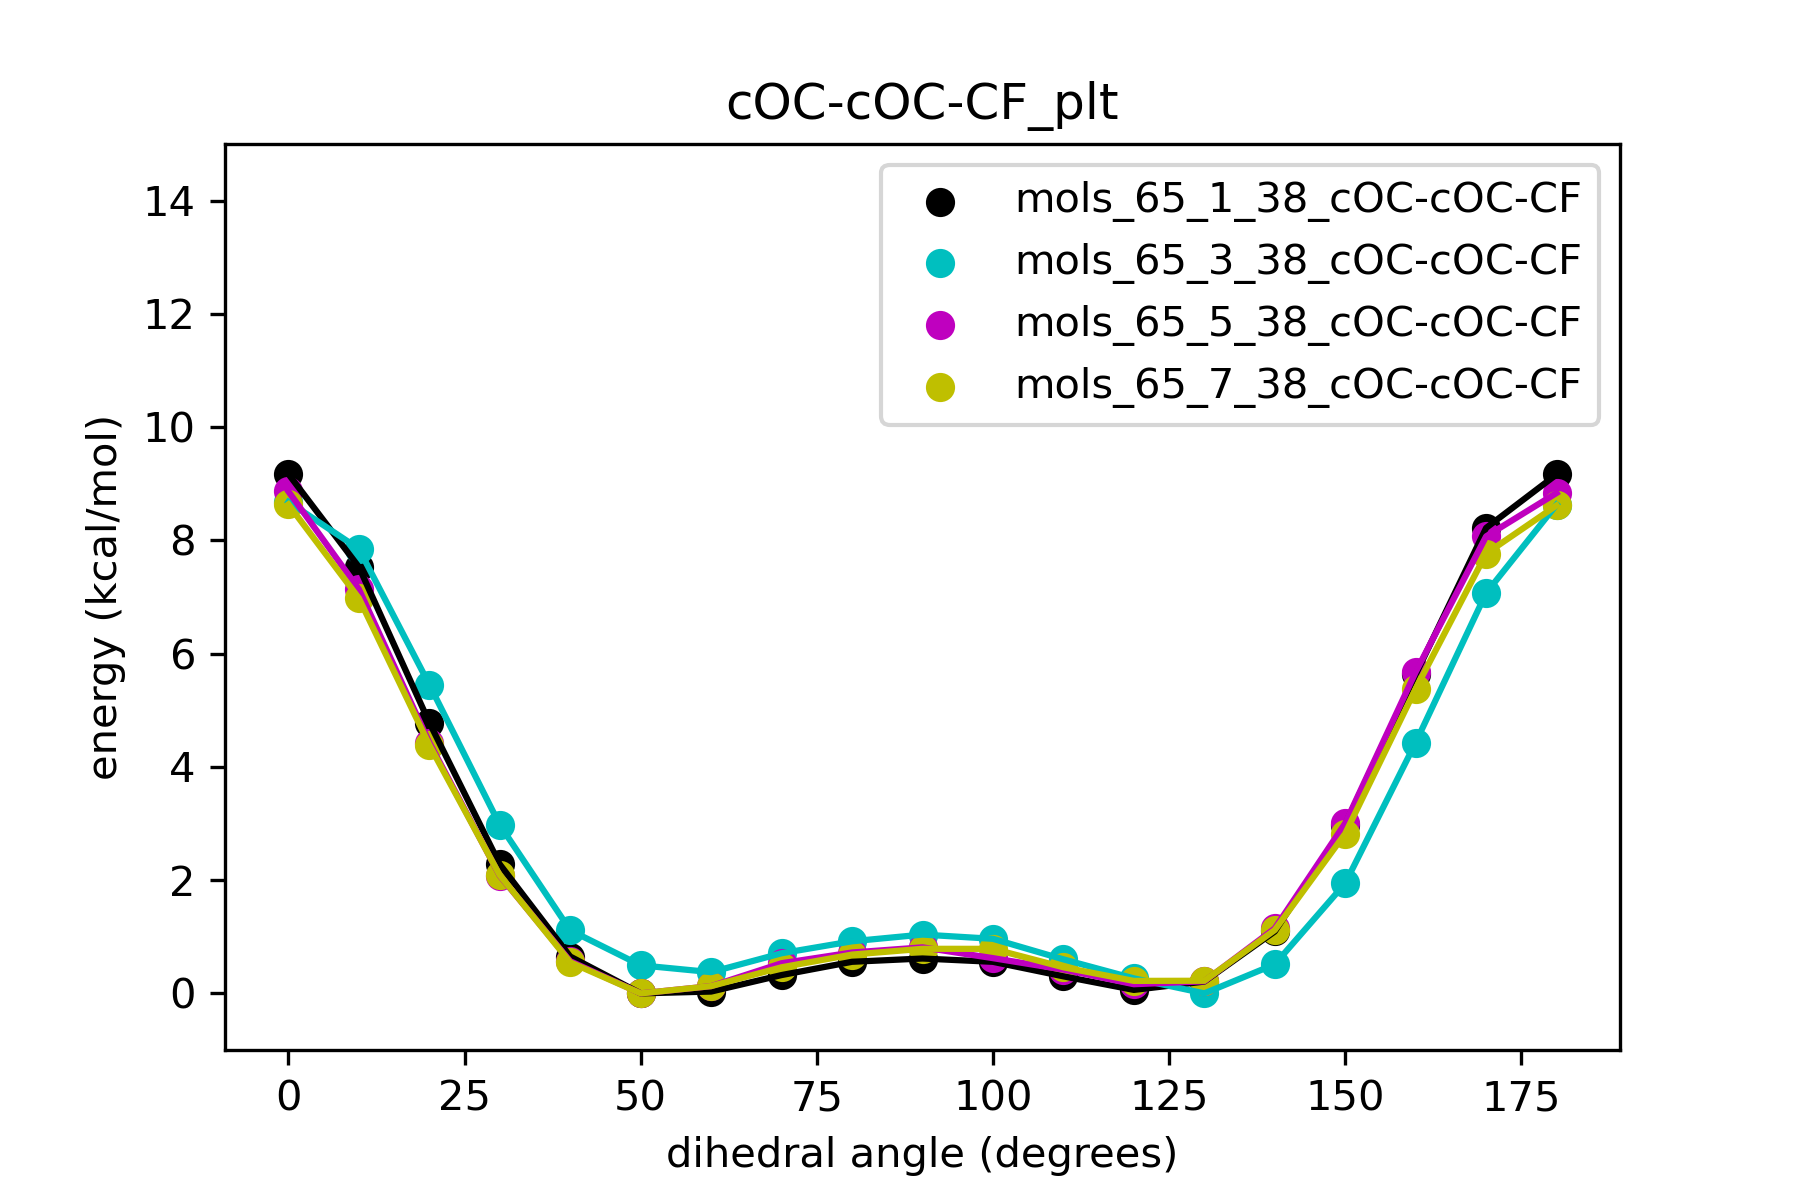 cOC-cOC-CF_plt
mols_65_1_38_cOC-cOC-CF
mols_65_3_38_cOC-cOC-CF
mols_65_5_38_cOC-cOC-CF
mols_65_7_38_cOC-cOC-CF
energy (kcal/mol)
14
12
10
8
6
4
2
0
0 25 50 75 100 125 150 175
dihedral angle (degrees)